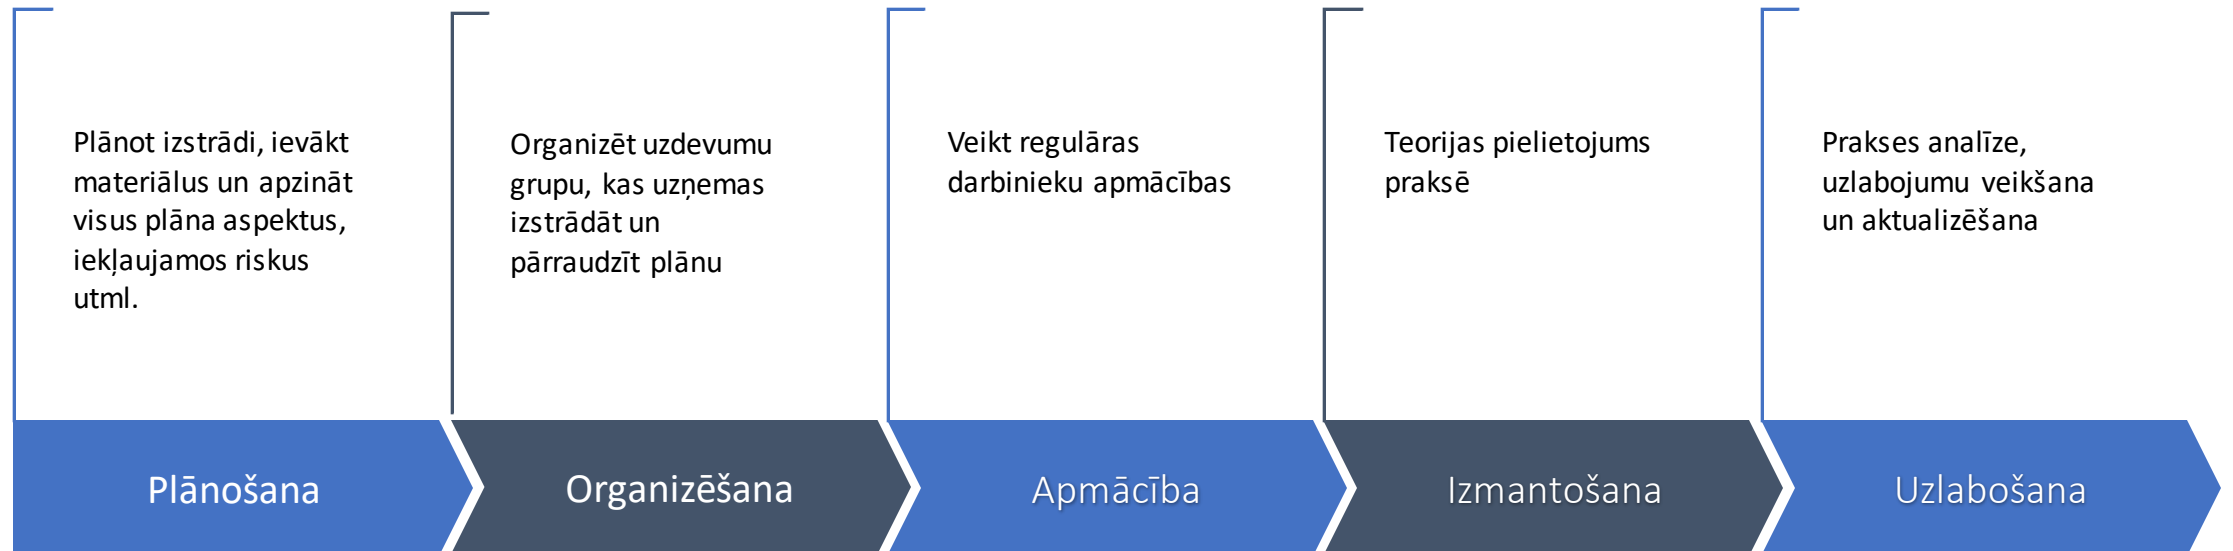 Plānot izstrādi, ievākt
materiālus un apzināt
visus plāna aspektus,
iekļaujamos riskus
utml.
Organizēt uzdevumu
grupu, kas uzņemas
izstrādāt un
pārraudzīt plānu
Veikt regulāras
darbinieku apmācības
Teorijas pielietojums
praksē
Prakses analīze,
uzlabojumu veikšana
un aktualizēšana
Plānošana
Organizēšana
Apmācība
Izmantošana
Uzlabošana